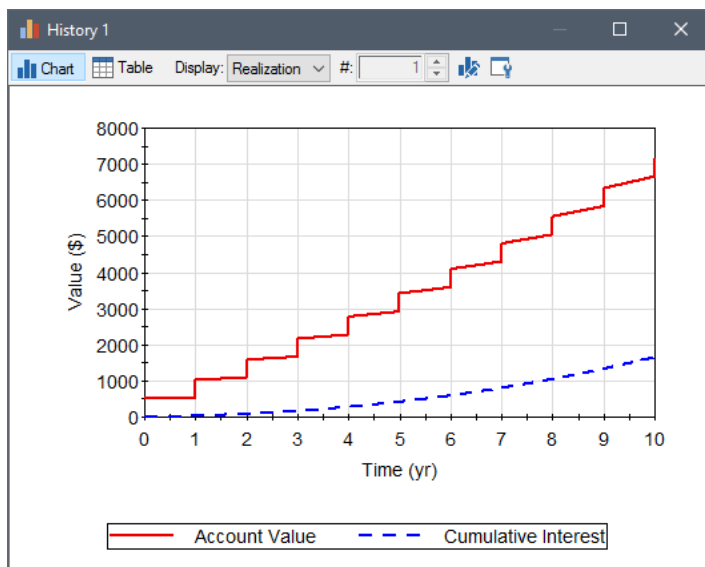 History 1
Chart Table Display: Realization #: 1
8000
7000
6000
5000
4000
3000
2000
1000
0
Value ($)
0 1 2 3 4 5 6 7 8 9 10
Time (yr)
Account Value Cumulative Interest